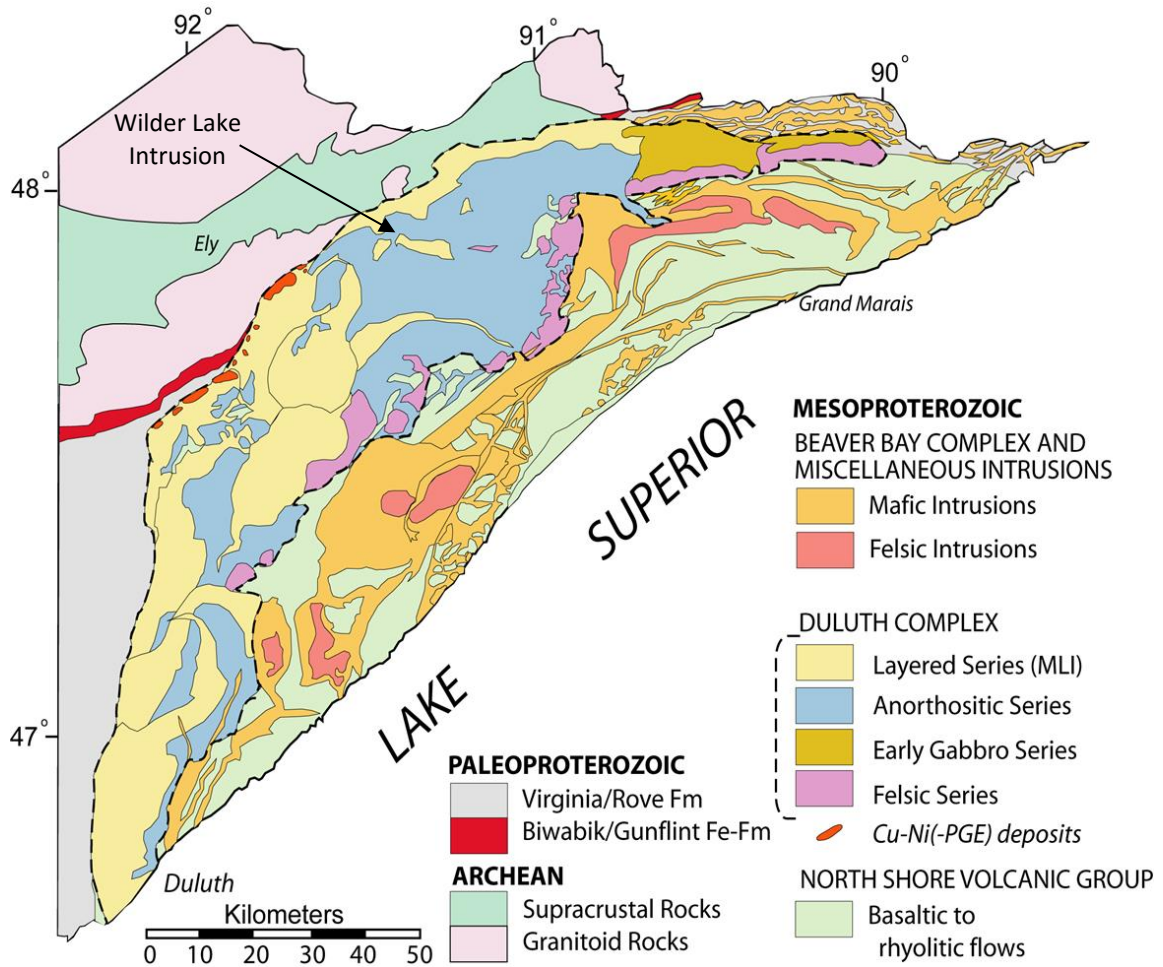 92°
91°
90°
Wilder Lake
Intrusion
48°
Ely
Grand Marais
SUPERIOR
LAKE
47°
Duluth
Kilometers
0 10 20 30 40 50
PALEOPROTEROZOIC
Virginia/Rove Fm
Biwabik/Gunflint Fe-Fm
ARCHEAN
Supracrustal Rocks
Granitoid Rocks
MESOPROTEROZOIC
BEAVER BAY COMPLEX AND
MISCELLANEOUS INTRUSIONS
Mafic Intrusions
Felsic Intrusions
DULUTH COMPLEX
Layered Series (MLI)
Anorthositic Series
Early Gabbro Series
Felsic Series
Cu-Ni(-PGE) deposits
NORTH SHORE VOLCANIC GROUP
Basaltic to
rhyolitic flows